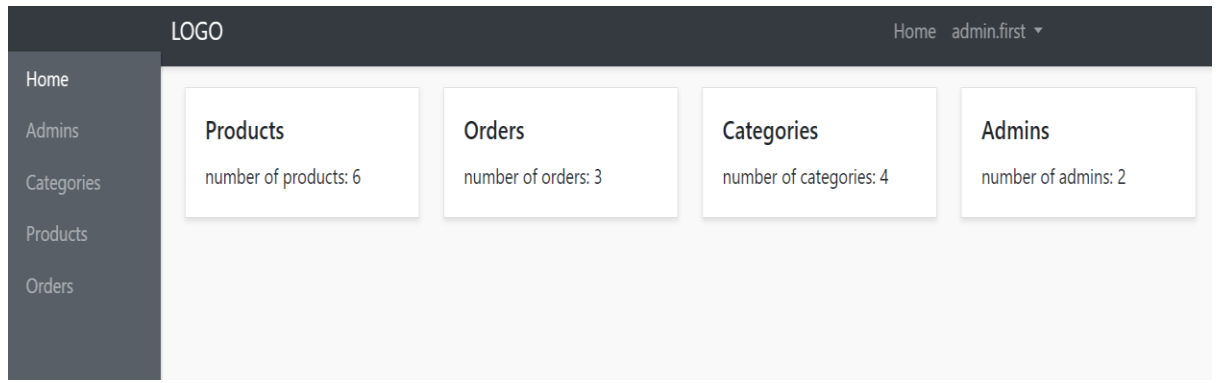 LOGO
Home admin.first
Home
Admins
Categories
Products
Orders
Products
number of products: 6
Orders
number of orders: 3
Categories
number of categories: 4
Admins
number of admins: 2